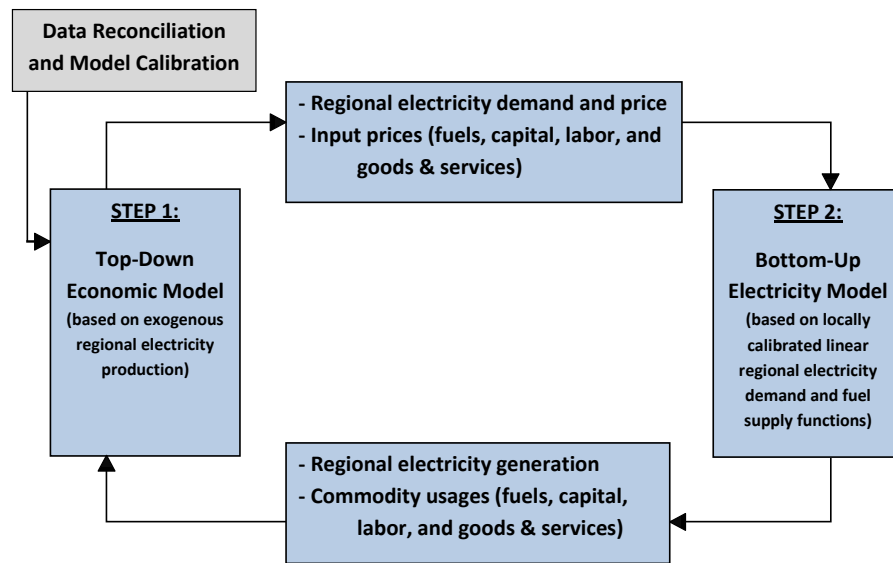 Data Reconciliation
and Model Calibration
- Regional electricity demand and price
- Input prices (fuels, capital, labor, and
goods & services)
STEP 1:
Top-Down
Economic Model
(based on exogenous
regional electricity
production)
STEP 2:
Bottom-Up
Electricity Model
(based on locally
calibrated linear
regional electricity
demand and fuel
supply functions)
- Regional electricity generation
- Commodity usages (fuels, capital,
labor, and goods & services)